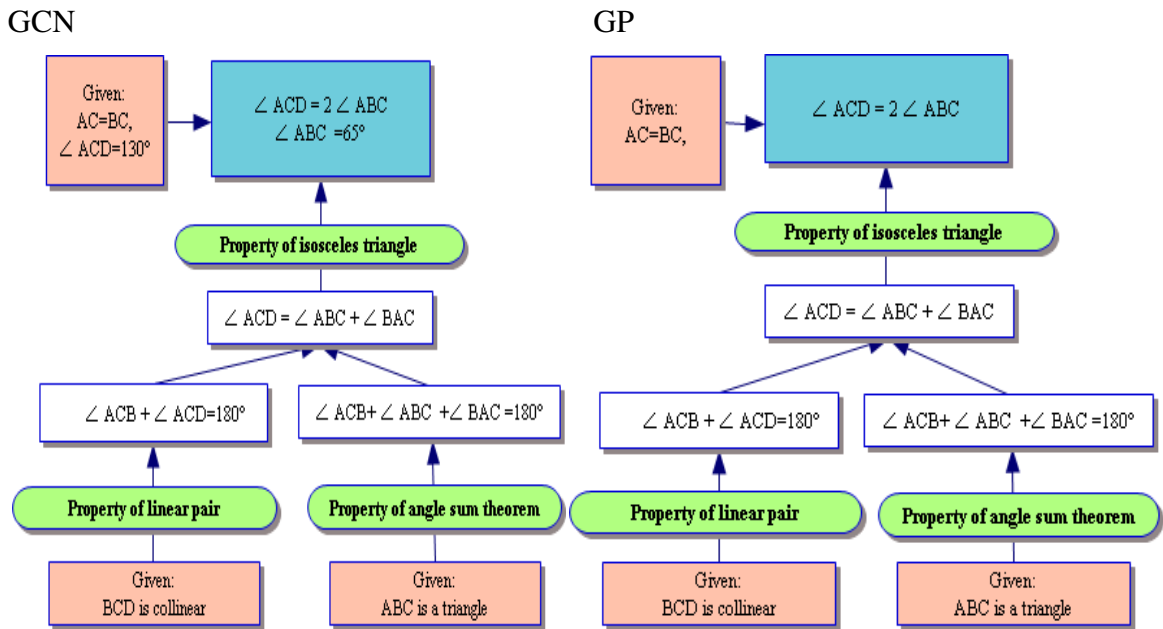 GCN
Given:
AC=BC,
∠ ACD=130°
∠ ACD = 2 ∠ ABC
∠ ABC =65°
Property of isosceles triangle
∠ ACD = ∠ ABC + ∠ BAC
∠ ACB + ∠ ACD=180°
∠ ACB+ ∠ ABC +∠ BAC =180°
Property of linear pair
Property of angle sum theorem
Given:
BCD is collinear
Given:
ABC is a triangle
GP
Given:
AC=BC,
∠ ACD = 2 ∠ ABC
Property of isosceles triangle
∠ ACD = ∠ ABC + ∠ BAC
∠ ACB + ∠ ACD=180°
∠ ACB+ ∠ ABC +∠ BAC =180°
Property of linear pair
Property of angle sum theorem
Given:
BCD is collinear
Given:
ABC is a triangle